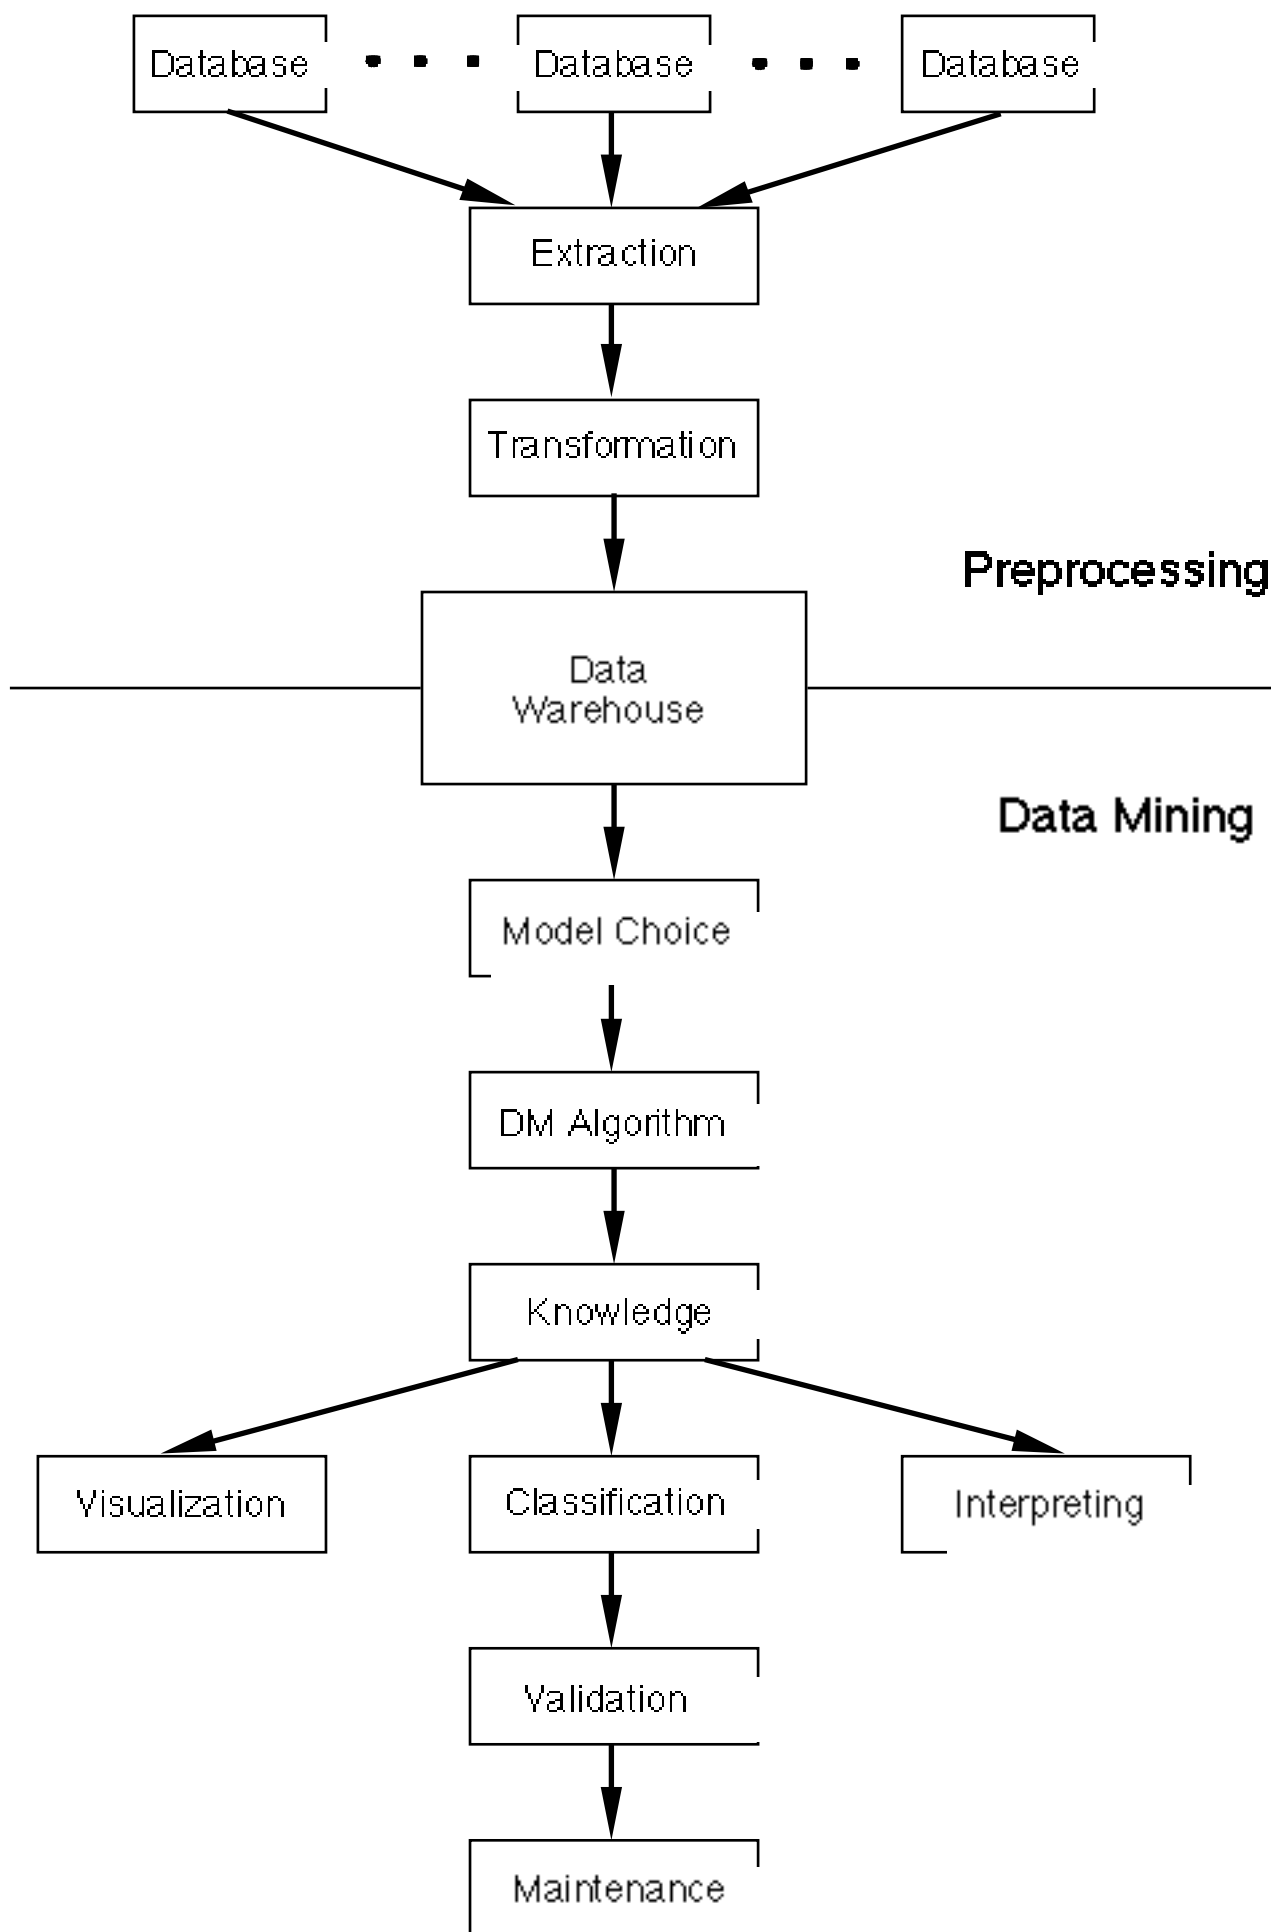 Database
Database
Database
Extraction
Transformation
Preprocessing
Data
Warehouse
Data Mining
Model Choice
DM Algorithm
Knowledge
Visualization
Classification
Interpreting
Validation
Maintenance